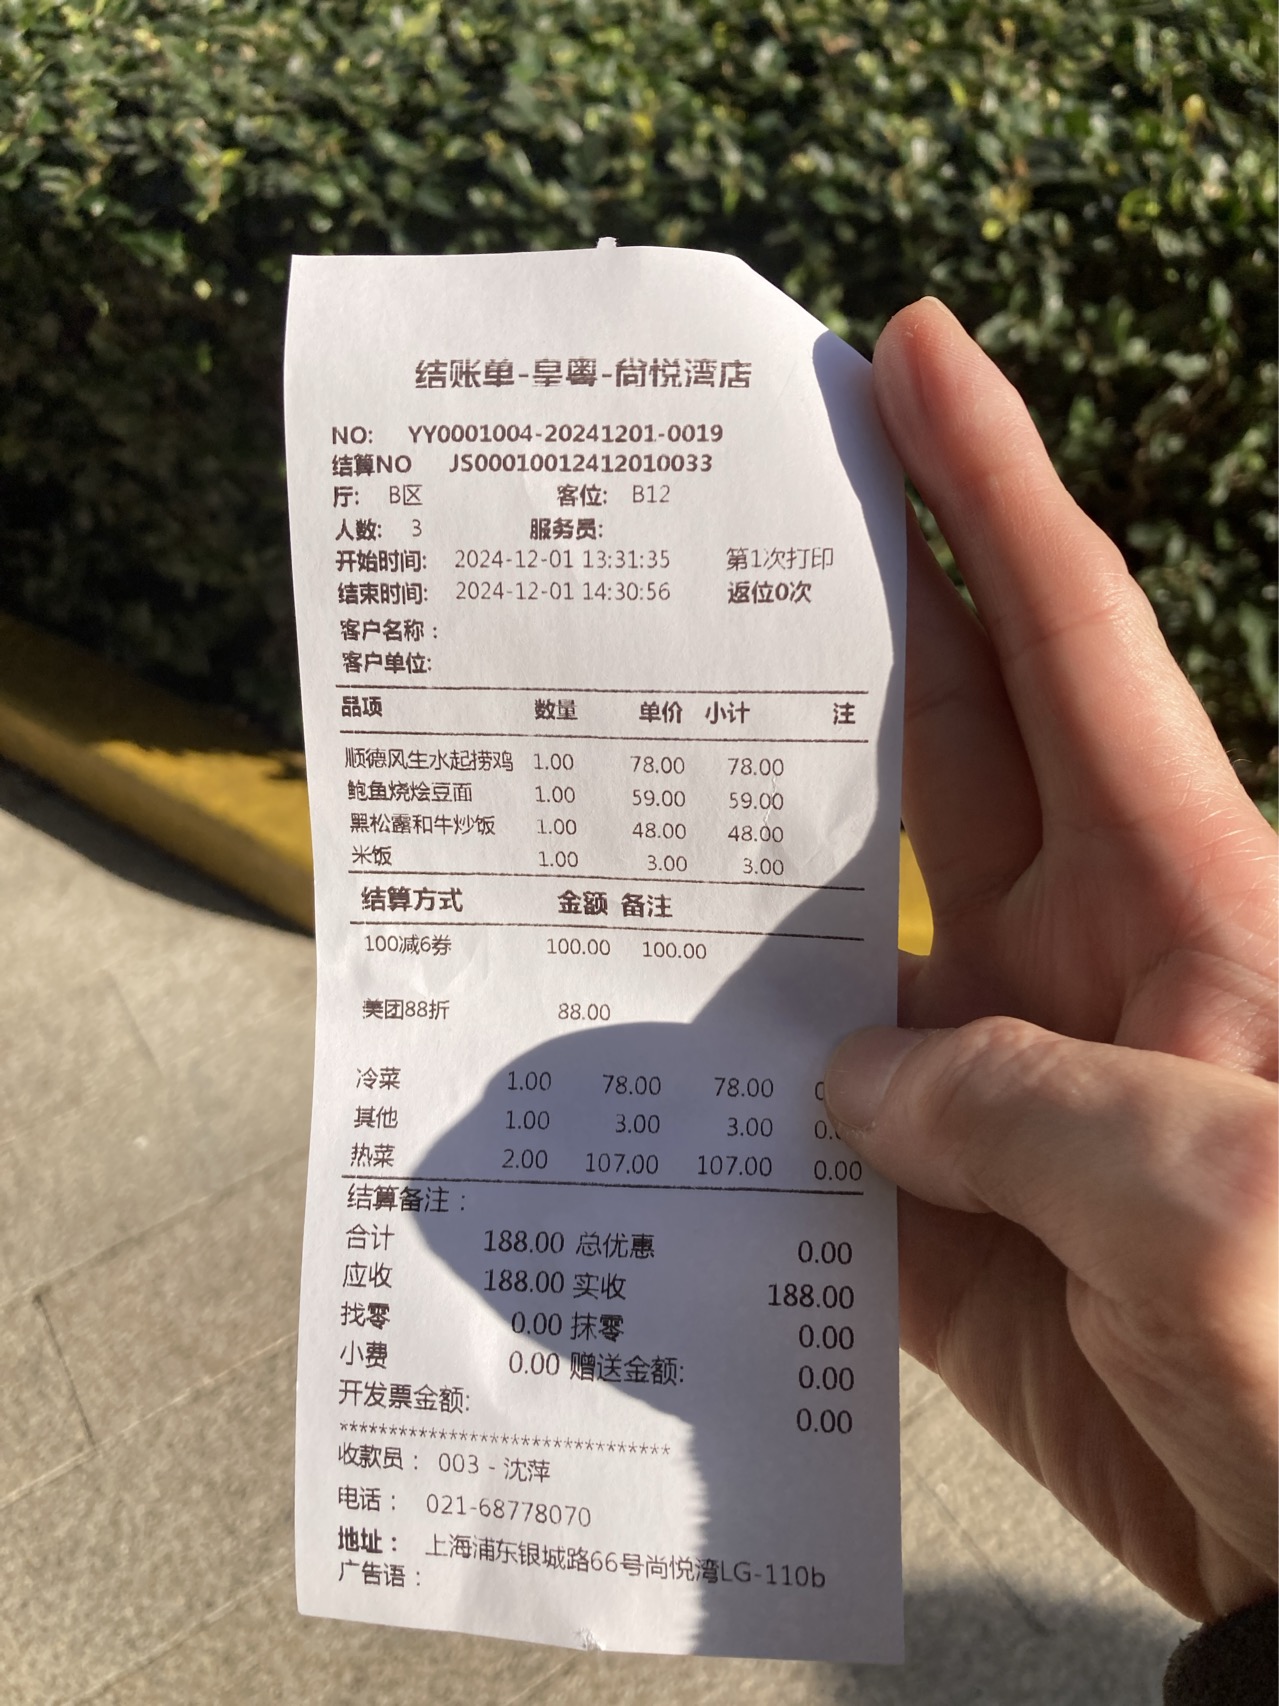 结账单-皇粤-尚悦湾店
NO: YY0001004-20241201-0019
结算NO JS00010012412010033
厅: B区 客位: B12
人数: 3 服务员:
开始时间: 2024-12-01 13:31:35 第1次打印
结束时间: 2024-12-01 14:30:56 返位0次
客户名称：
客户单位:
品项 数量 单价 小计 注
顺德风生水起捞鸡 1.00 78.00 78.00
鲍鱼烧烩豆面 1.00 59.00 59.00
黑松露和牛炒饭 1.00 48.00 48.00
米饭 1.00 3.00 3.00
结算方式 金额 备注
100减6券 100.00 100.00
美团88折 88.00
冷菜 1.00 78.00 78.00
其他 1.00 3.00 3.00
热菜 2.00 107.00 107.00 0.00
结算备注：
合计 188.00 总优惠 0.00
应收 188.00 实收 188.00
找零 0.00 抹零 0.00
小费 0.00 赠送金额: 0.00
开发票金额: 0.00
********************************
收款员： 003 - 沈萍
电话： 021-68778070
地址： 上海浦东银城路66号尚悦湾LG-110b
广告语：